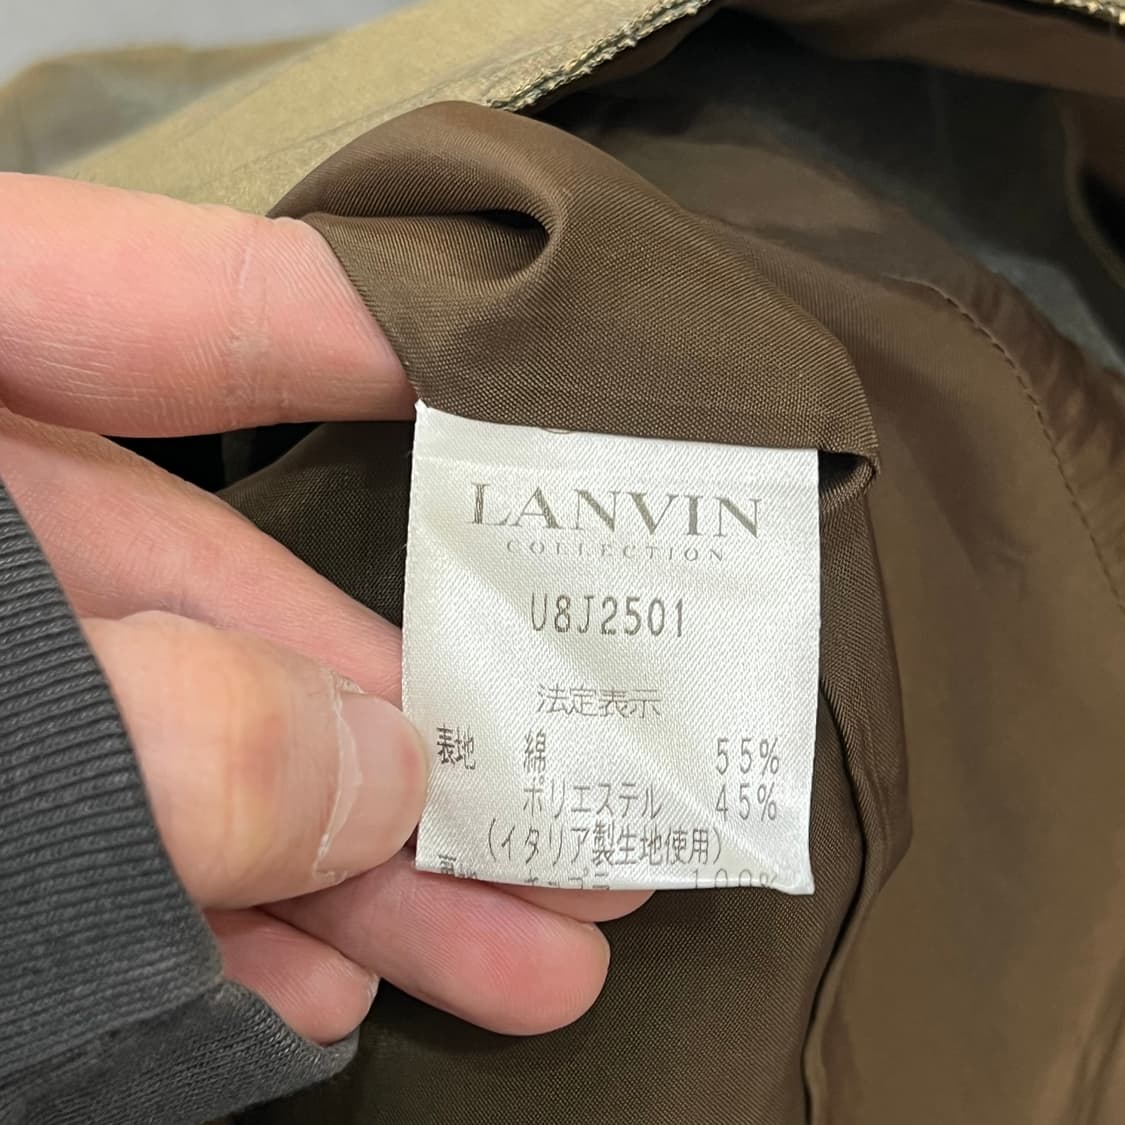 LANVIN
COLLECTION
U8J2501
法定表示
表地 綿 55%
ポリエステル 45%
(イタリア製生地使用)
100%